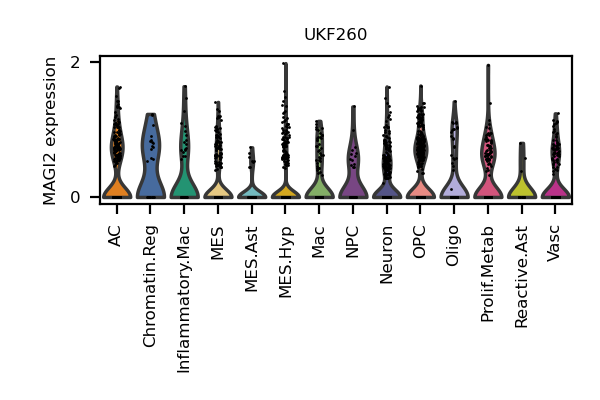 UKF260
MAGI2 expression
2
0
AC
Chromatin.Reg
Inflammatory.Mac
MES
MES.Ast
MES.Hyp
Mac
NPC
Neuron
OPC
Oligo
Prolif.Metab
Reactive.Ast
Vasc